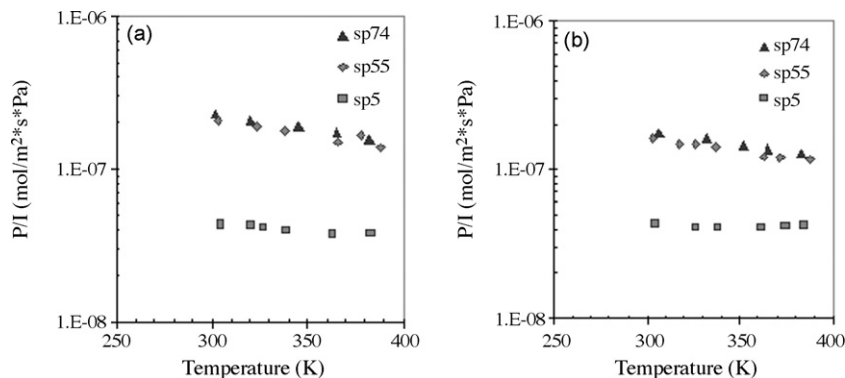 (a)
1.E-06
1.E-07
1.E-08
P/I (mol/m²*s*Pa)
sp74
sp55
sp5
250
300
350
400
Temperature (K)
(b)
1.E-06
1.E-07
1.E-08
P/I (mol/m²*s*Pa)
sp74
sp55
sp5
250
300
350
400
Temperature (K)